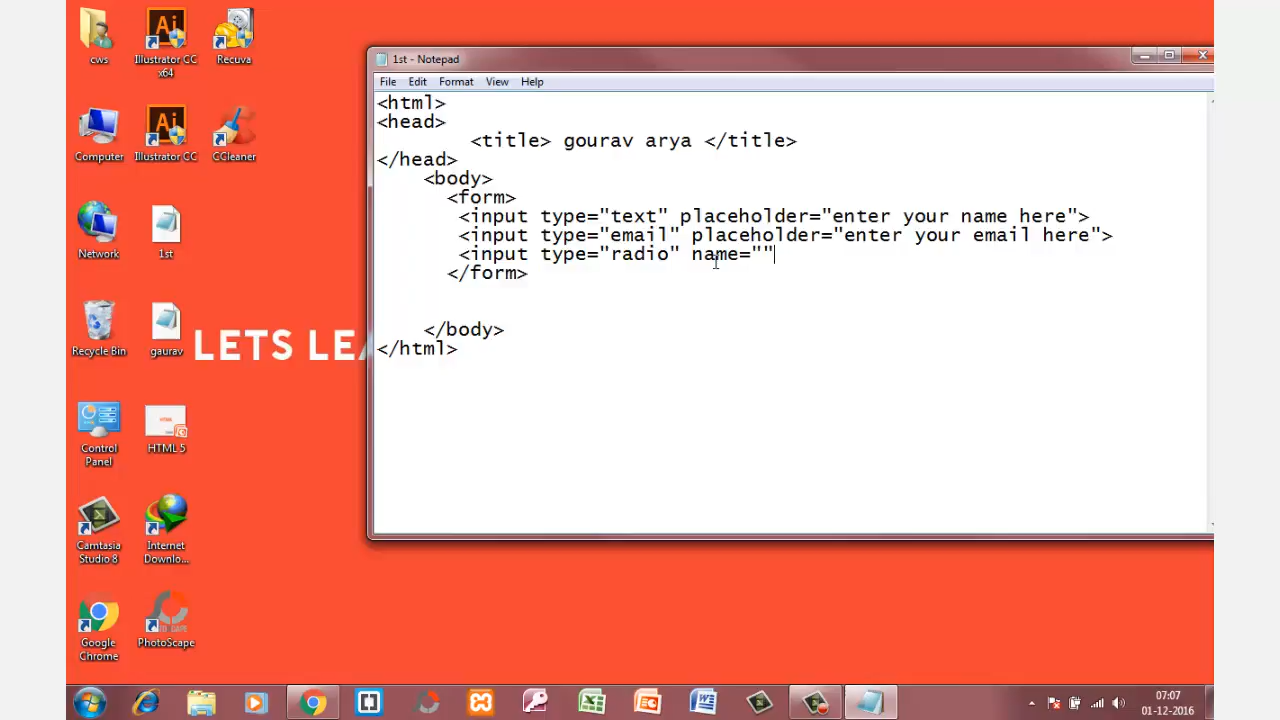 cws
Illustrator CC x64
Recuva
Computer
Illustrator CC
CCleaner
Network
1st
Recycle Bin
gaurav
Control Panel
HTML 5
Camtasia Studio 8
Internet Downlo...
Google Chrome
PhotoScape
LETS LEA
1st - Notepad
File Edit Format View Help
<html>
<head>
<title> gourav arya </title>
</head>
<body>
<form>
<input type="text" placeholder="enter your name here">
<input type="email" placeholder="enter your email here">
<input type="radio" name=""
</form>
</body>
</html>
07:07
01-12-2016